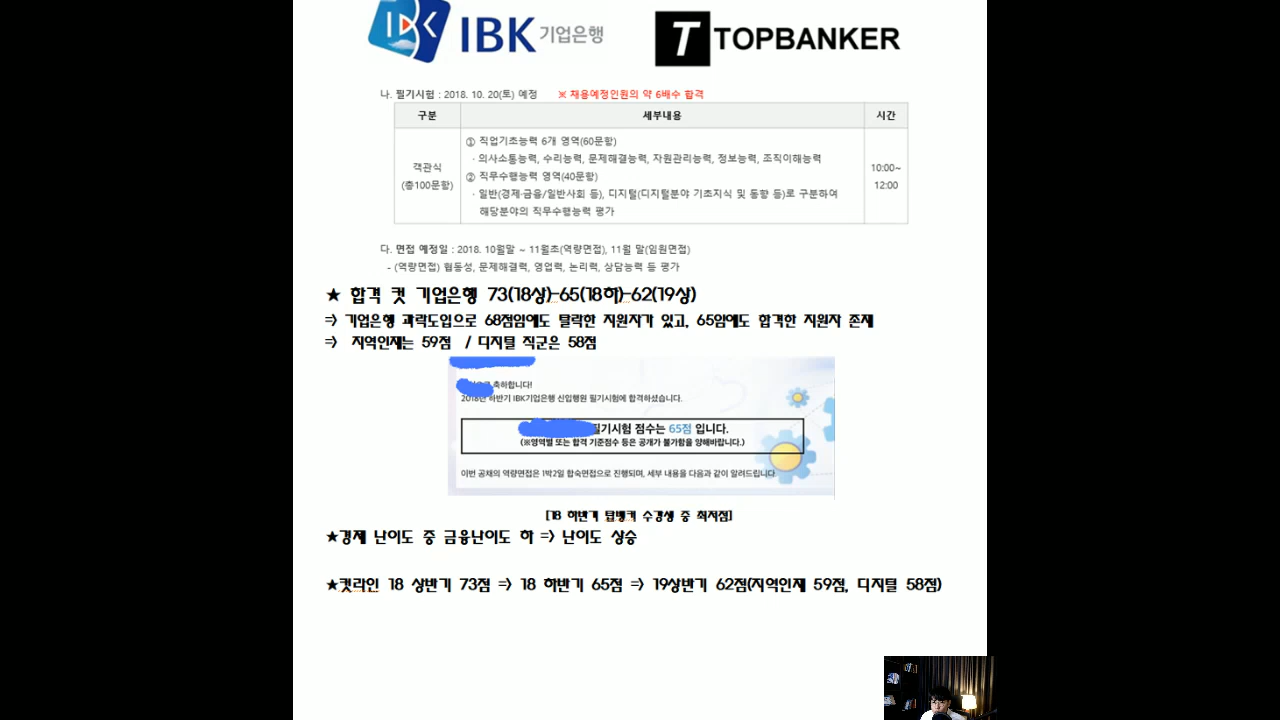 IBK 기업은행
T TOPBANKER
나. 필기시험 : 2018. 10. 20(토) 예정 ※ 채용예정인원의 약 6배수 합격
구분 세부내용 시간
① 직업기초능력 6개 영역(60문항)
· 의사소통능력, 수리능력, 문제해결능력, 자원관리능력, 정보능력, 조직이해능력
객관식 (총100문항)
② 직무수행능력 영역(40문항)
10:00~ 12:00
· 일반(경제·금융/일반사회 등), 디지털(디지털분야 기초지식 및 동향 등)로 구분하여
해당분야의 직무수행능력 평가
다. 면접 예정일 : 2018. 10월말 ~ 11월초(역량면접), 11월 말(임원면접)
- (역량면접) 협동성, 문제해결력, 영업력, 논리력, 상담능력 등 평가
★ 합격 컷 기업은행 73(18상)-65(18하)-62(19상)
=> 기업은행 과락도입으로 68점임에도 탈락한 지원자가 있고, 65임에도 합격한 지원자 존재
=> 지역인재는 59점 / 디지털 직군은 58점
축하합니다!
2018년 하반기 IBK기업은행 신입행원 필기시험에 합격하셨습니다.
필기시험 점수는 65점 입니다.
(※영역별 또는 합격 기준점수 등은 공개가 불가함을 양해바랍니다.)
이번 공채의 역량면접은 1박2일 합숙면접으로 진행되며, 세부 내용을 다음과 같이 알려드립니다.
[18 하반기 탑뱅커 수강생 중 최저점]
★경제 난이도 중 금융난이도 하 => 난이도 상승
★컷라인 18 상반기 73점 => 18 하반기 65점 => 19상반기 62점(지역인재 59점, 디지털 58점)